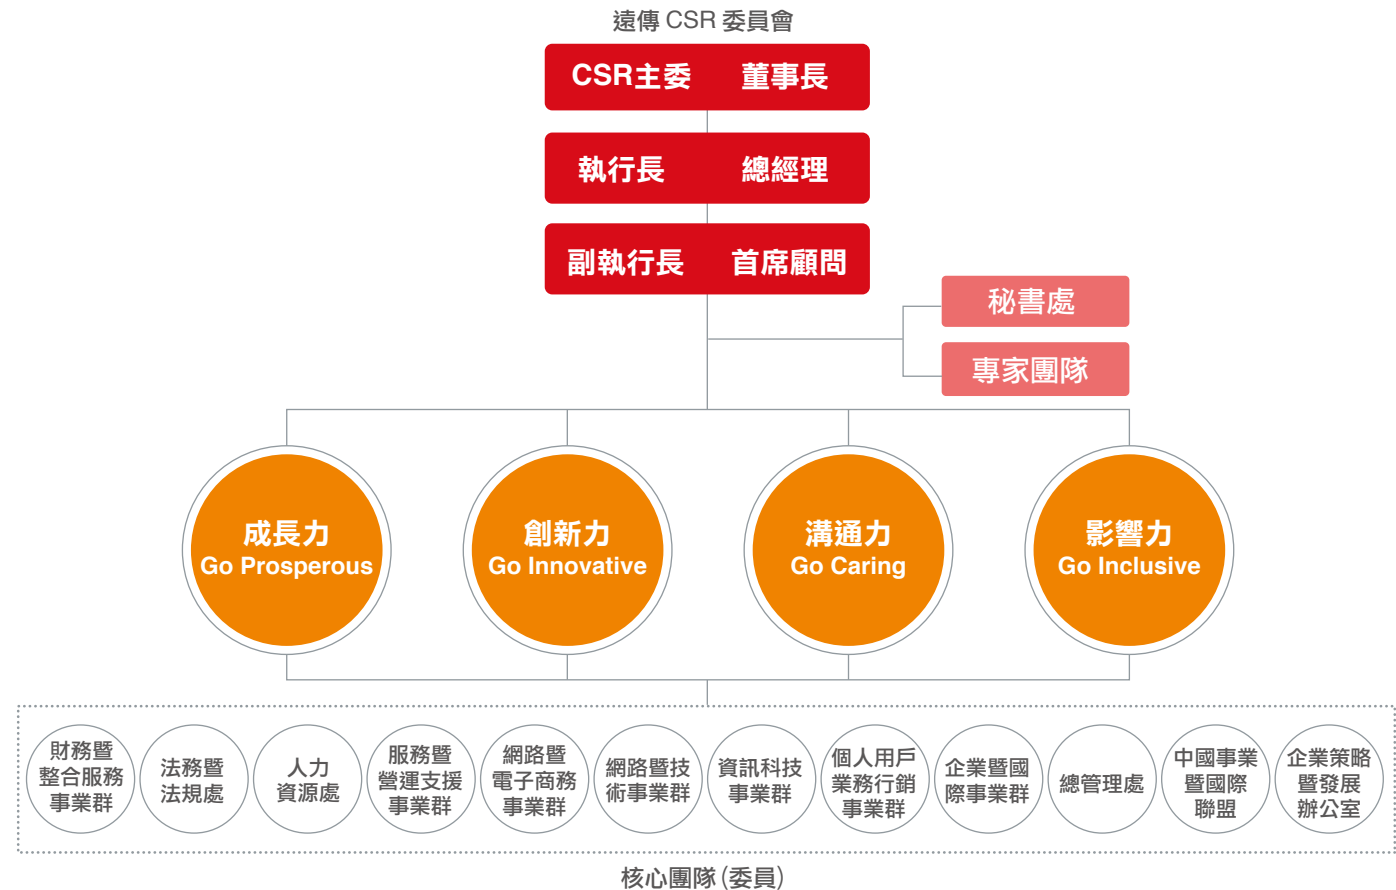 遠傳 CSR 委員會
CSR主委 董事長
執行長 總經理
副執行長 首席顧問
秘書處
專家團隊
成長力
Go Prosperous
創新力
Go Innovative
溝通力
Go Caring
影響力
Go Inclusive
財務暨
整合服務
事業群
法務暨
法規處
人力
資源處
服務暨
營運支援
事業群
網路暨
電子商務
事業群
網路暨技
術事業群
資訊科技
事業群
個人用戶
業務行銷
事業群
企業暨國
際事業群
總管理處
中國事業
暨國際
聯盟
企業策略
暨發展
辦公室
核心團隊(委員)